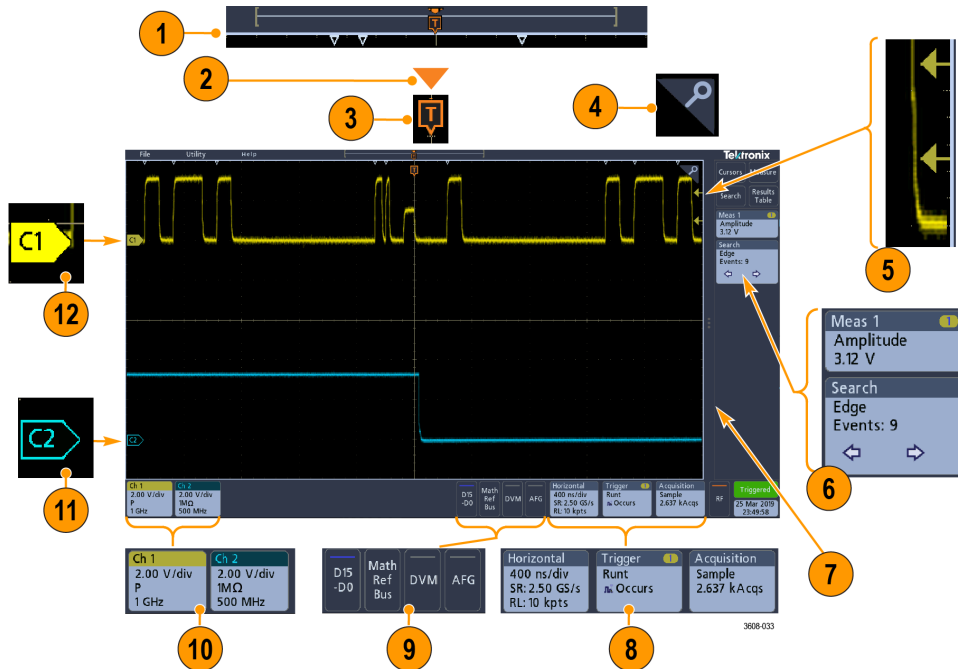 1
T
2
3
T
4
5
File Utility Help
T
Tektronix
Cursors Measure
Search Results Table
Meas 1 1
Amplitude
3.12 V
Search
Edge
Events: 9
C1
12
C1
Meas 1 1
Amplitude
3.12 V
Search
Edge
Events: 9
6
C2
11
C2
Ch 1
2.00 V/div
P
1 GHz
Ch 2
2.00 V/div
1MΩ
500 MHz
D15
-D0
Math
Ref
Bus
DVM
AFG
Horizontal
400 ns/div
SR: 2.50 GS/s
RL: 10 kpts
Trigger 1
Runt
Occurs
Acquisition
Sample
2.637 kAcqs
RF
Triggered
25 Mar 2019
23:49:58
7
Ch 1
2.00 V/div
P
1 GHz
Ch 2
2.00 V/div
1MΩ
500 MHz
10
D15
-D0
Math
Ref
Bus
DVM
AFG
9
Horizontal
400 ns/div
SR: 2.50 GS/s
RL: 10 kpts
Trigger 1
Runt
Occurs
Acquisition
Sample
2.637 kAcqs
8
3608-033